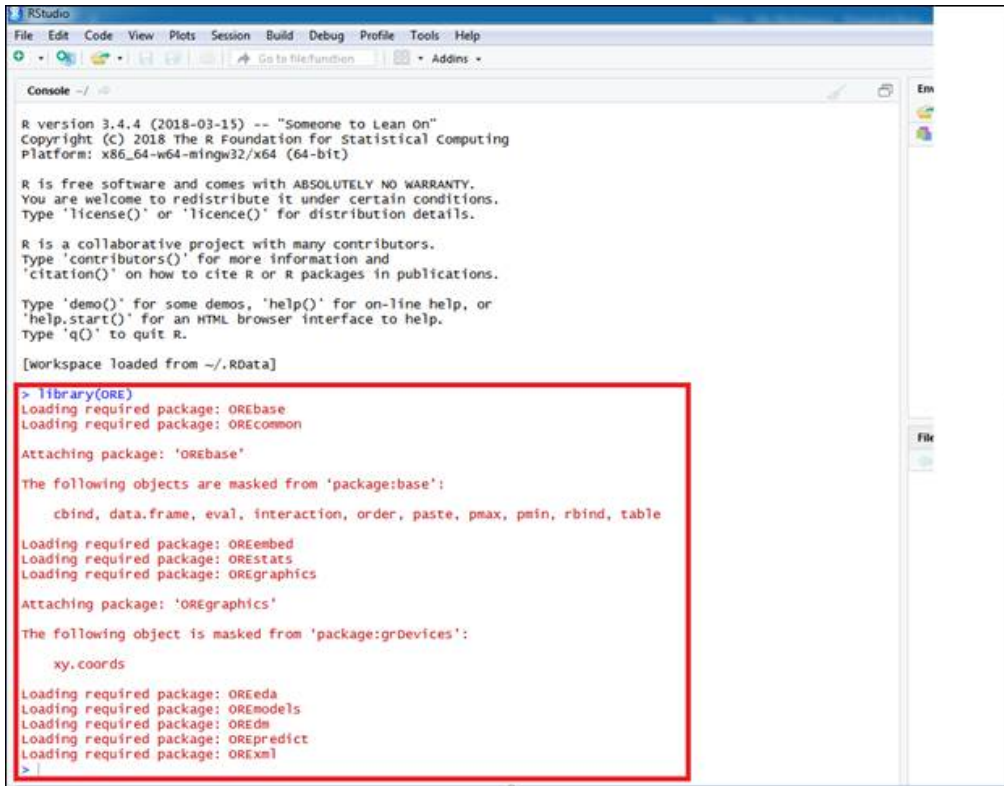 RStudio
File Edit Code View Plots Session Build Debug Profile Tools Help
Go to file/function Addins
Console ~/
R version 3.4.4 (2018-03-15) -- "Someone to Lean On"
Copyright (C) 2018 The R Foundation for Statistical Computing
Platform: x86_64-w64-mingw32/x64 (64-bit)
R is free software and comes with ABSOLUTELY NO WARRANTY.
You are welcome to redistribute it under certain conditions.
Type 'license()' or 'licence()' for distribution details.
R is a collaborative project with many contributors.
Type 'contributors()' for more information and
'citation()' on how to cite R or R packages in publications.
Type 'demo()' for some demos, 'help()' for on-line help, or
'help.start()' for an HTML browser interface to help.
Type 'q()' to quit R.
[Workspace loaded from ~/.RData]
> library(ORE)
Loading required package: OREbase
Loading required package: OREcommon
Attaching package: 'OREbase'
The following objects are masked from 'package:base':
cbind, data.frame, eval, interaction, order, paste, pmax, pmin, rbind, table
Loading required package: OREembed
Loading required package: OREstats
Loading required package: OREgraphics
Attaching package: 'OREgraphics'
The following object is masked from 'package:grDevices':
xy.coords
Loading required package: OREeda
Loading required package: OREmodels
Loading required package: OREdm
Loading required package: OREpredict
Loading required package: ORExml
>
Env
File